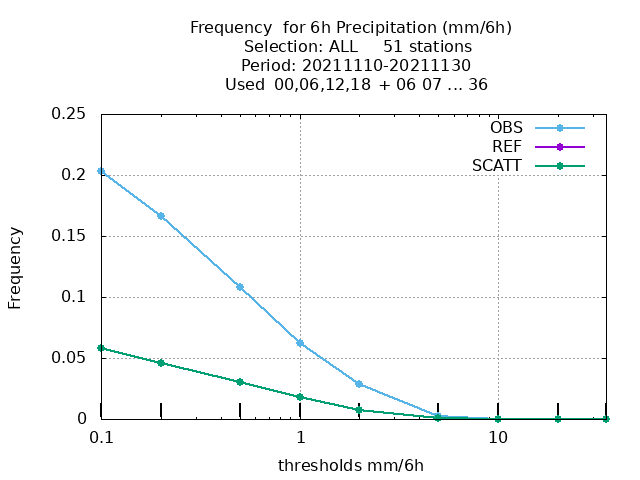 Frequency  for 6h Precipitation (mm/6h)
Selection: ALL     51 stations
Period: 20211110-20211130
Used  00,06,12,18  + 06 07 ... 36
OBS
REF
SCATT
0.25
0.2
0.15
0.1
0.05
0
Frequency
0.1
1
10
thresholds mm/6h